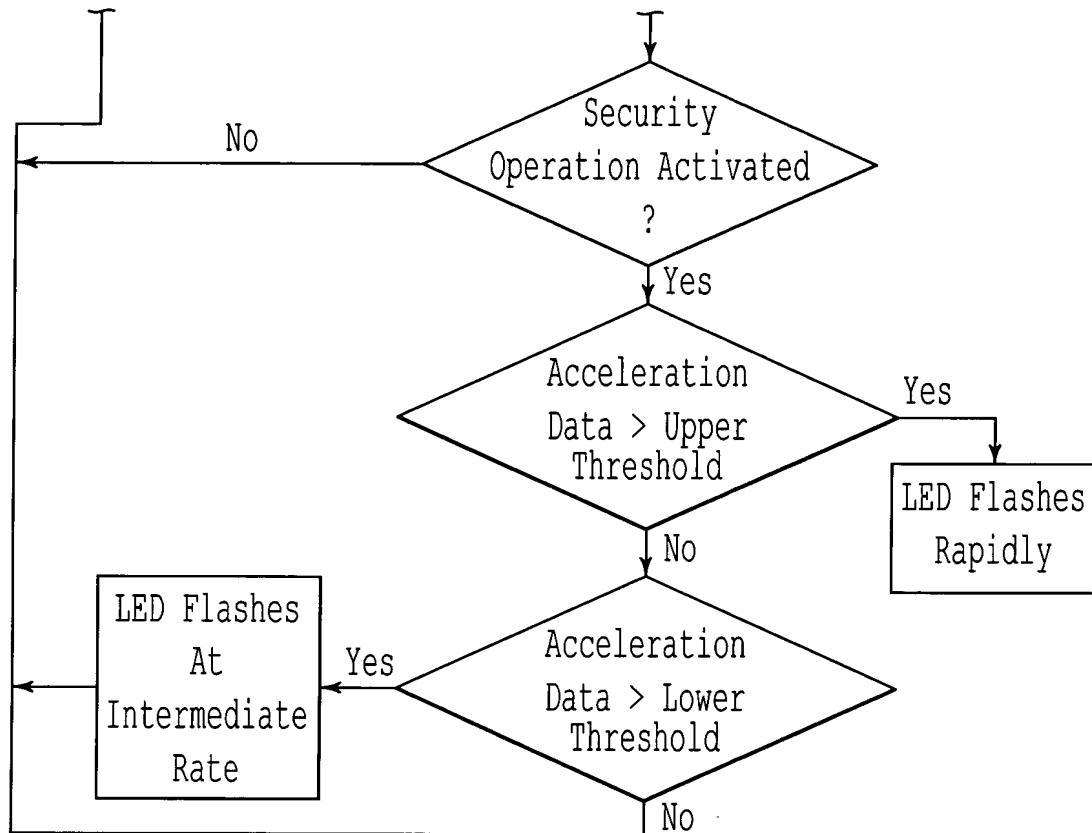 Security
Operation Activated
?
No
Yes
Acceleration
Data > Upper
Threshold
Yes
LED Flashes
Rapidly
No
Acceleration
Data > Lower
Threshold
Yes
LED Flashes
At
Intermediate
Rate
No